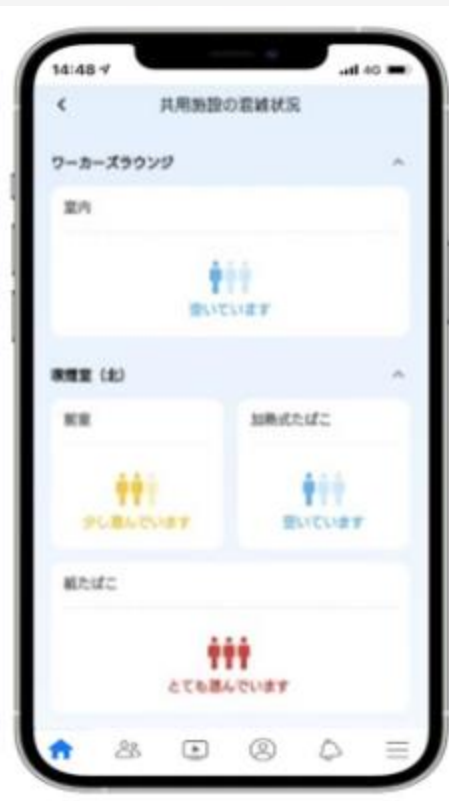 14:48
4G
共用施設の混雑状況
ワーカーズラウンジ
室内
空いています
喫煙室（北）
前室
加熱式たばこ
少し混んでいます
空いています
紙たばこ
とても混んでいます